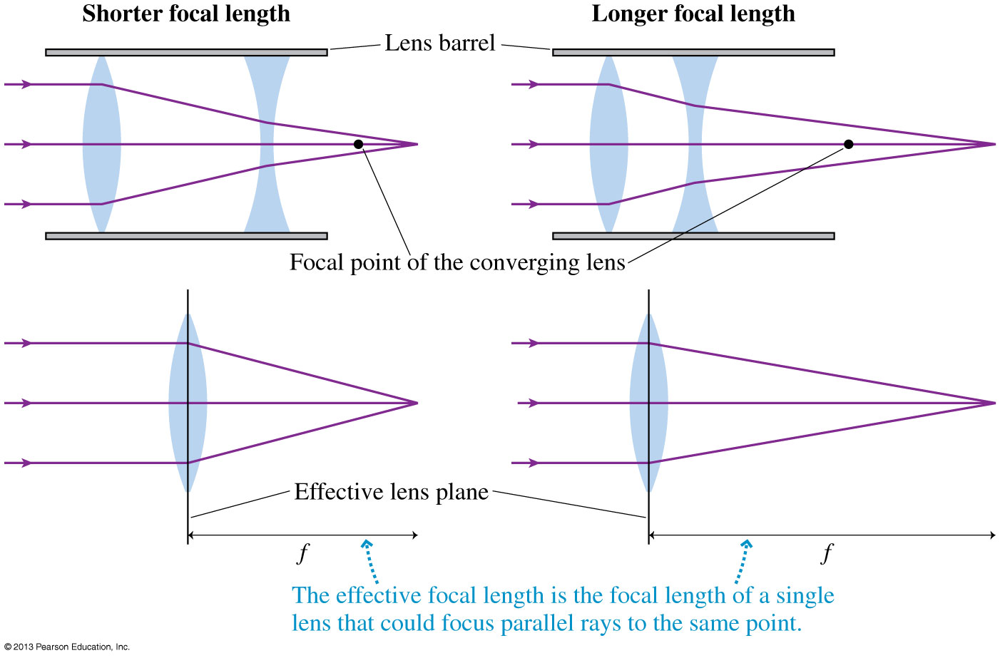 Shorter focal length
Longer focal length
Lens barrel
Focal point of the converging lens
Effective lens plane
f
f
The effective focal length is the focal length of a single
lens that could focus parallel rays to the same point.
© 2013 Pearson Education, Inc.